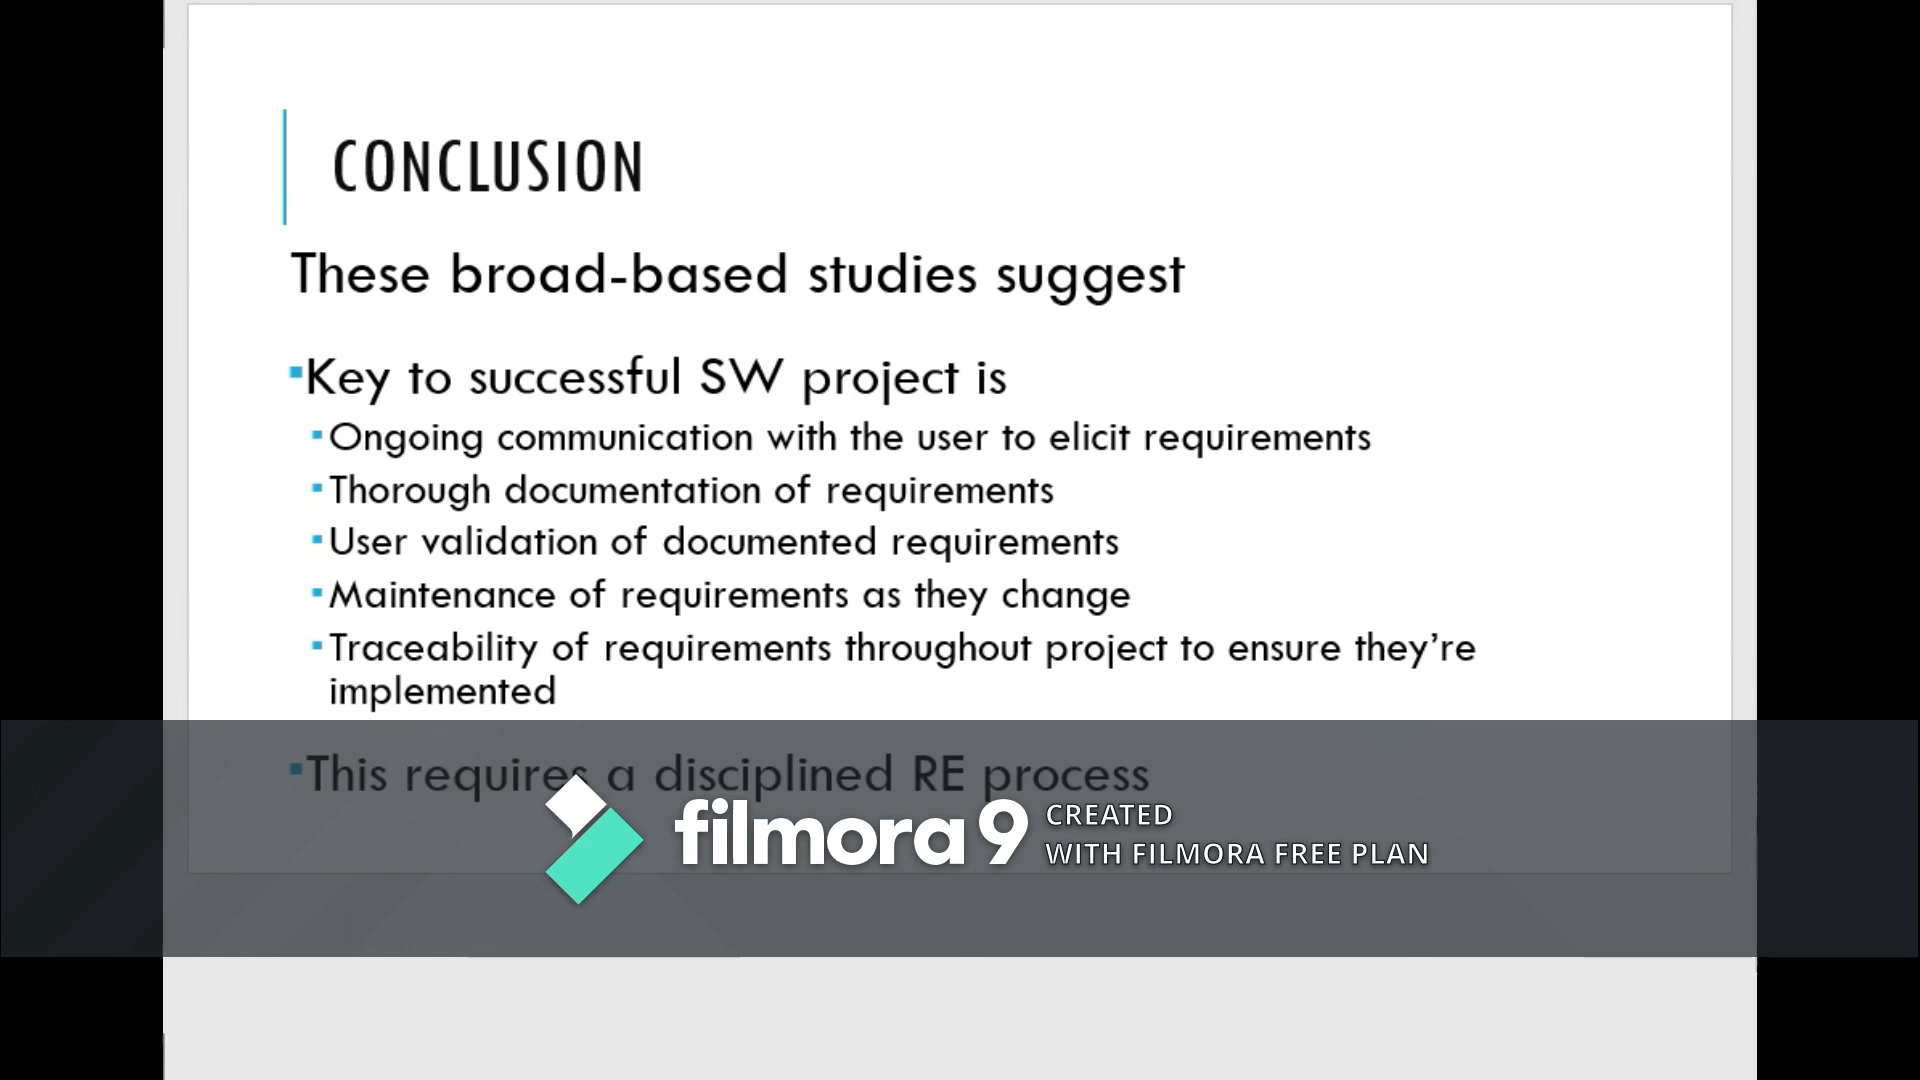 CONCLUSION
These broad-based studies suggest
▪Key to successful SW project is
▪Ongoing communication with the user to elicit requirements
▪Thorough documentation of requirements
▪User validation of documented requirements
▪Maintenance of requirements as they change
▪Traceability of requirements throughout project to ensure they’re
implemented
▪This requires a disciplined RE process
filmora9
CREATED
WITH FILMORA FREE PLAN